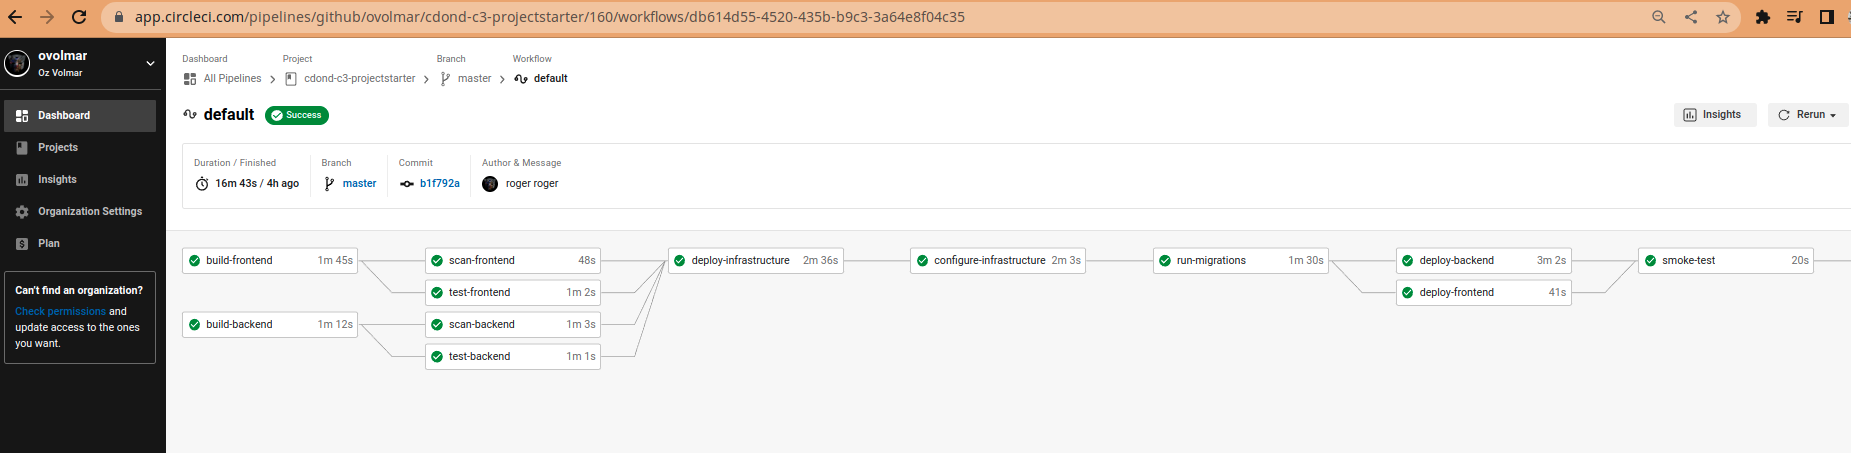 app.circleci.com/pipelines/github/ovolmar/cdond-c3-projectstarter/160/workflows/db614d55-4520-435b-b9c3-3a64e8f04c35
ovolmar
Oz Volmar
Dashboard
Projects
Insights
Organization Settings
Plan
Can't find an organization?
Check permissions and
update access to the ones
you want.
Dashboard Project Branch Workflow
All Pipelines cdond-c3-projectstarter master default
default Success Insights Rerun
Duration / Finished Branch Commit Author & Message
16m 43s / 4h ago master b1f792a roger roger
build-frontend 1m 45s scan-frontend 48s deploy-infrastructure 2m 36s configure-infrastructure 2m 3s run-migrations 1m 30s deploy-backend 3m 2s smoke-test 20s
test-frontend 1m 2s deploy-frontend 41s
build-backend 1m 12s scan-backend 1m 3s
test-backend 1m 1s